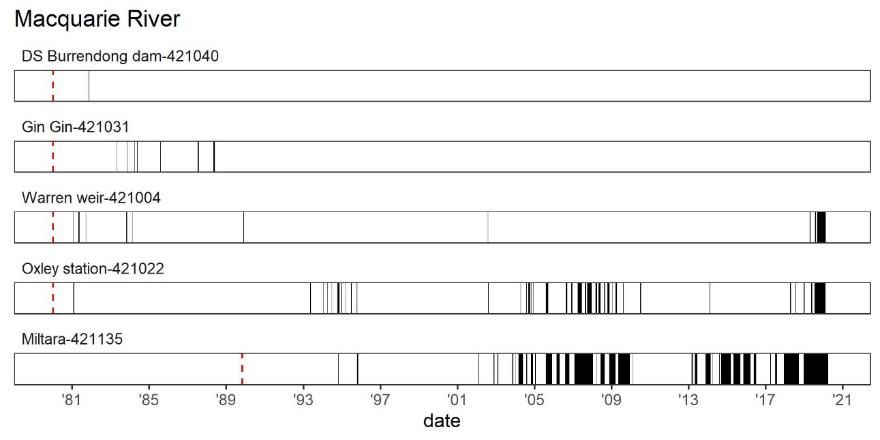 Macquarie River
DS Burrendong dam-421040
Gin Gin-421031
Warren weir-421004
Oxley station-421022
Miltara-421135
'81 '85 '89 '93 '97 '01 '05 '09 '13 '17 '21
date